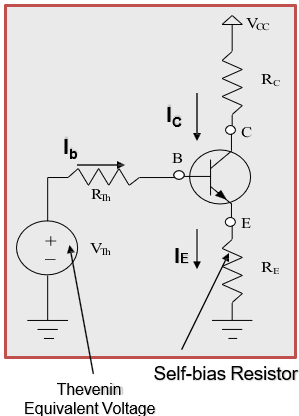 VCC
RC
IC
C
Ib
B
RTh
E
+
−
VTh
IE
RE
Self-bias Resistor
Thevenin
Equivalent Voltage